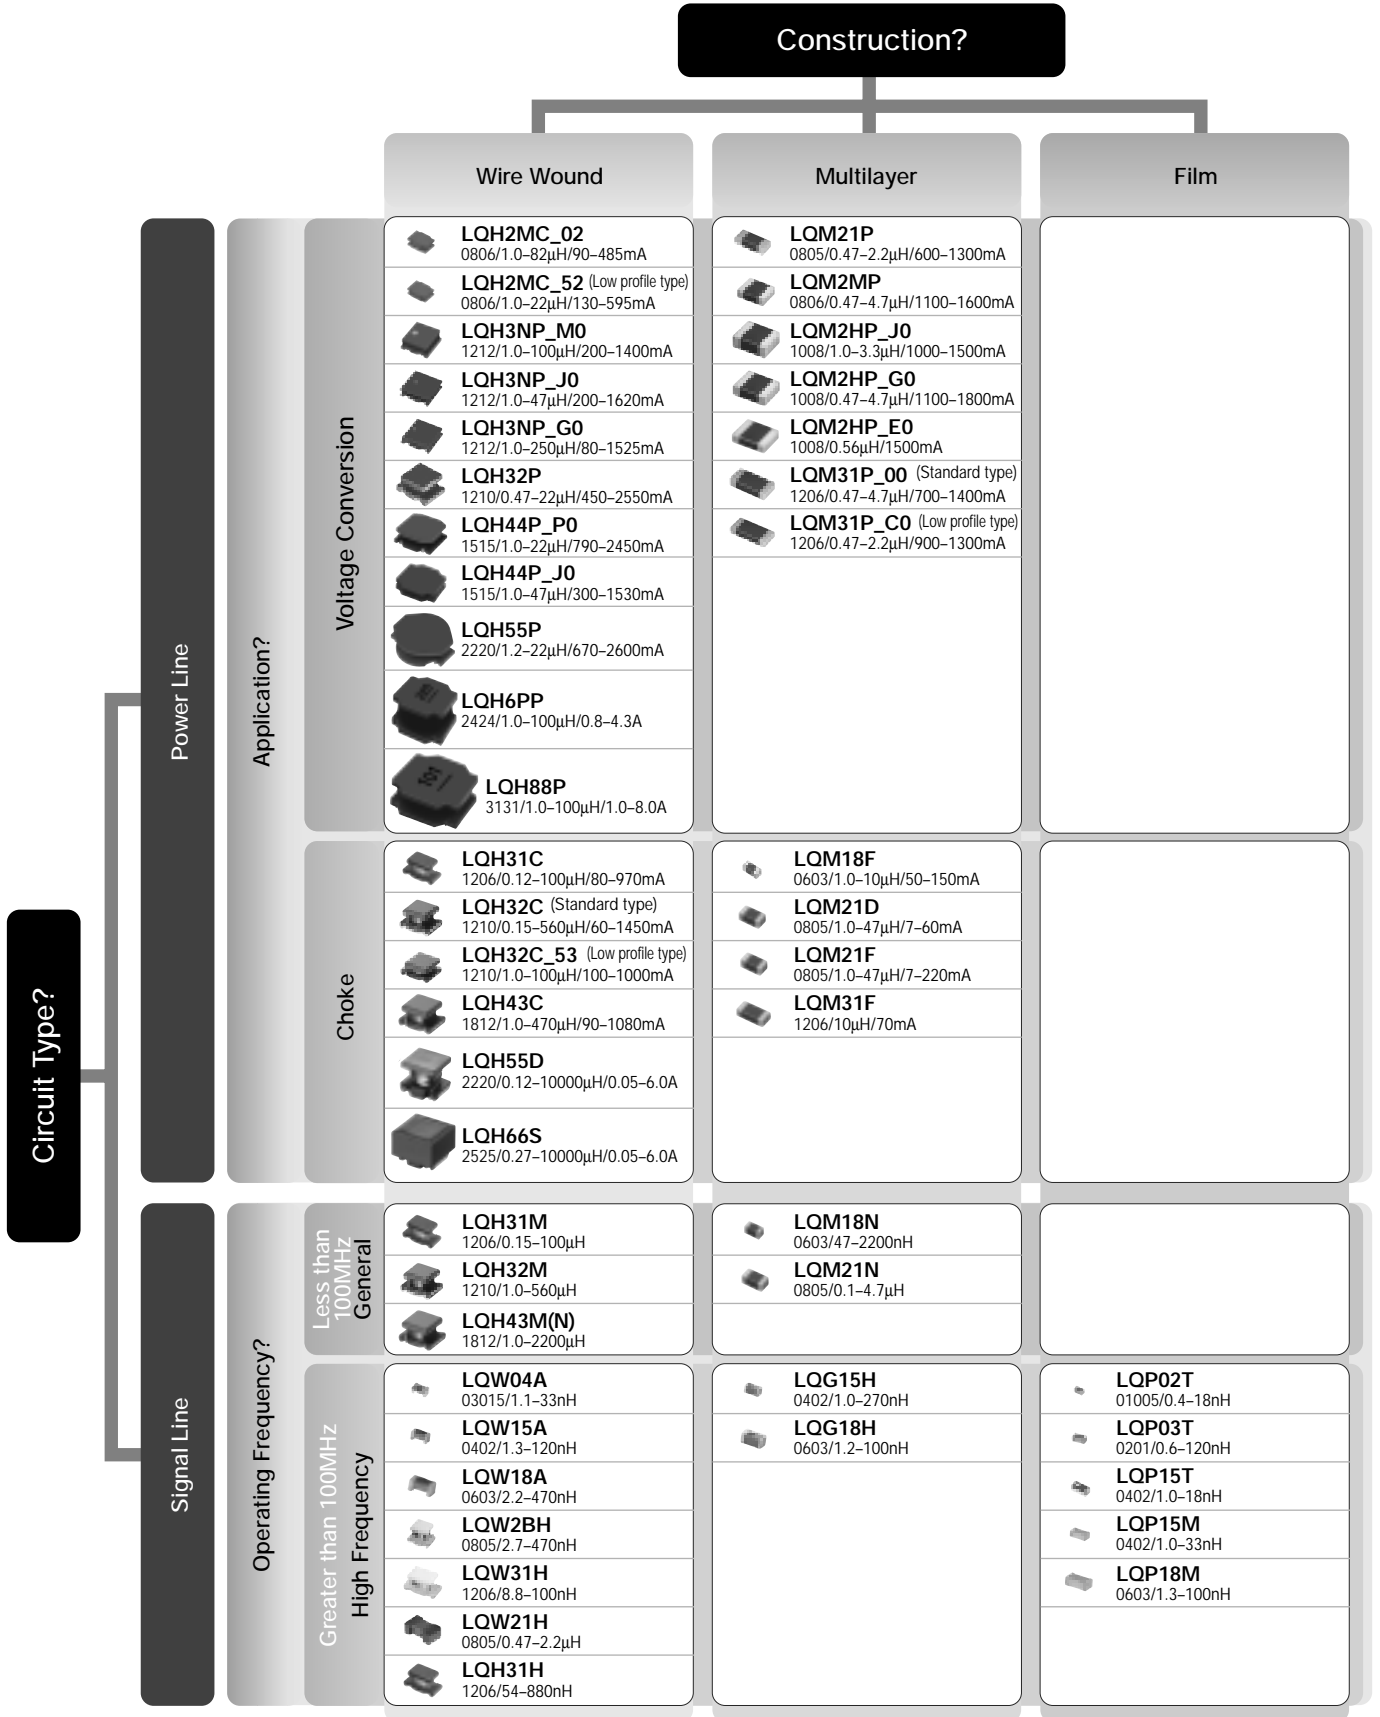 Construction?
Wire Wound
Multilayer
Film
Circuit Type?
Power Line
Application?
Voltage Conversion
LQH2MC_02
0806/1.0–82µH/90–485mA
LQH2MC_52 (Low profile type)
0806/1.0–22µH/130–595mA
LQH3NP_M0
1212/1.0–100µH/200–1400mA
LQH3NP_J0
1212/1.0–47µH/200–1620mA
LQH3NP_G0
1212/1.0–250µH/80–1525mA
LQH32P
1210/0.47–22µH/450–2550mA
LQH44P_P0
1515/1.0–22µH/790–2450mA
LQH44P_J0
1515/1.0–47µH/300–1530mA
LQH55P
2220/1.2–22µH/670–2600mA
LQH6PP
2424/1.0–100µH/0.8–4.3A
101
LQH88P
3131/1.0–100µH/1.0–8.0A
LQM21P
0805/0.47–2.2µH/600–1300mA
LQM2MP
0806/0.47–4.7µH/1100–1600mA
LQM2HP_J0
1008/1.0–3.3µH/1000–1500mA
LQM2HP_G0
1008/0.47–4.7µH/1100–1800mA
LQM2HP_E0
1008/0.56µH/1500mA
LQM31P_00 (Standard type)
1206/0.47–4.7µH/700–1400mA
LQM31P_C0 (Low profile type)
1206/0.47–2.2µH/900–1300mA
Choke
LQH31C
1206/0.12–100µH/80–970mA
LQH32C (Standard type)
1210/0.15–560µH/60–1450mA
LQH32C_53 (Low profile type)
1210/1.0–100µH/100–1000mA
LQH43C
1812/1.0–470µH/90–1080mA
LQH55D
2220/0.12–10000µH/0.05–6.0A
LQH66S
2525/0.27–10000µH/0.05–6.0A
LQM18F
0603/1.0–10µH/50–150mA
LQM21D
0805/1.0–47µH/7–60mA
LQM21F
0805/1.0–47µH/7–220mA
LQM31F
1206/10µH/70mA
Signal Line
Operating Frequency?
Less than
100MHz
General
LQH31M
1206/0.15–100µH
LQH32M
1210/1.0–560µH
LQH43M(N)
1812/1.0–2200µH
LQM18N
0603/47–2200nH
LQM21N
0805/0.1–4.7µH
Greater than 100MHz
High Frequency
LQW04A
03015/1.1–33nH
LQW15A
0402/1.3–120nH
LQW18A
0603/2.2–470nH
LQW2BH
0805/2.7–470nH
LQW31H
1206/8.8–100nH
LQW21H
0805/0.47–2.2µH
LQH31H
1206/54–880nH
LQG15H
0402/1.0–270nH
LQG18H
0603/1.2–100nH
LQP02T
01005/0.4–18nH
LQP03T
0201/0.6–120nH
LQP15T
0402/1.0–18nH
LQP15M
0402/1.0–33nH
LQP18M
0603/1.3–100nH